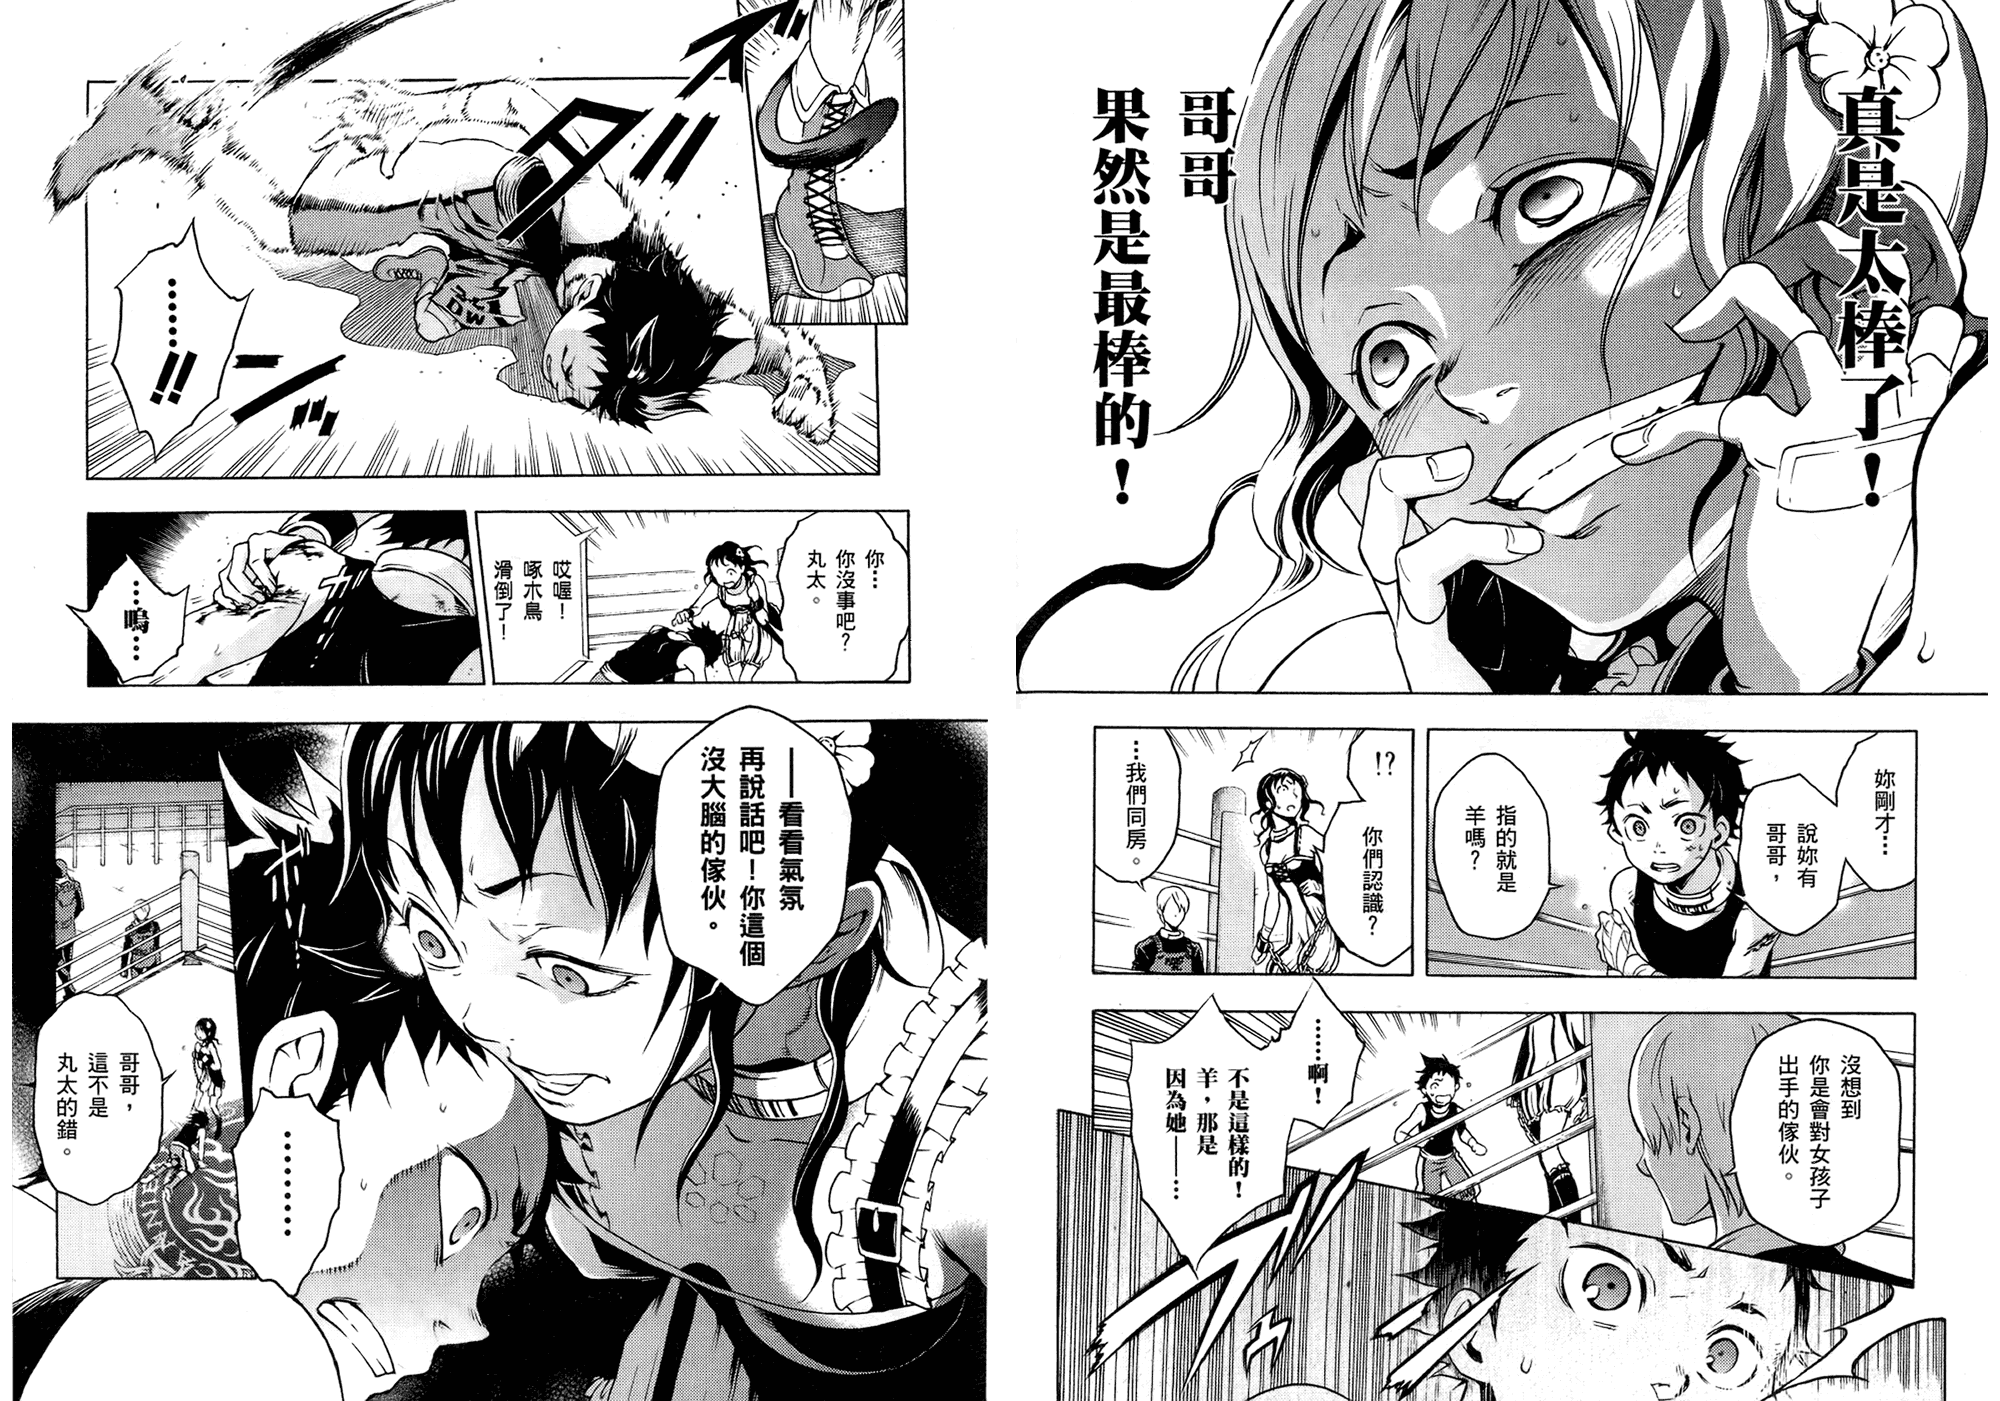 真是太棒了！
哥哥
果然是最棒的！
妳剛才…
說妳有
哥哥，
指的就是
羊嗎？
!?
你們認識？
…我們同房。
沒想到
你是會對女孩子
出手的傢伙。
……啊！
不是這樣的！
羊，那是
因為她——…
ズ
ダーン
………!!
你…
你沒事吧？
丸太。
哎喔！
啄木鳥
滑倒了！
…嗚…
——看看氣氛
再說話吧！你這個
沒大腦的傢伙。
………
哥哥，
這不是
丸太的錯。